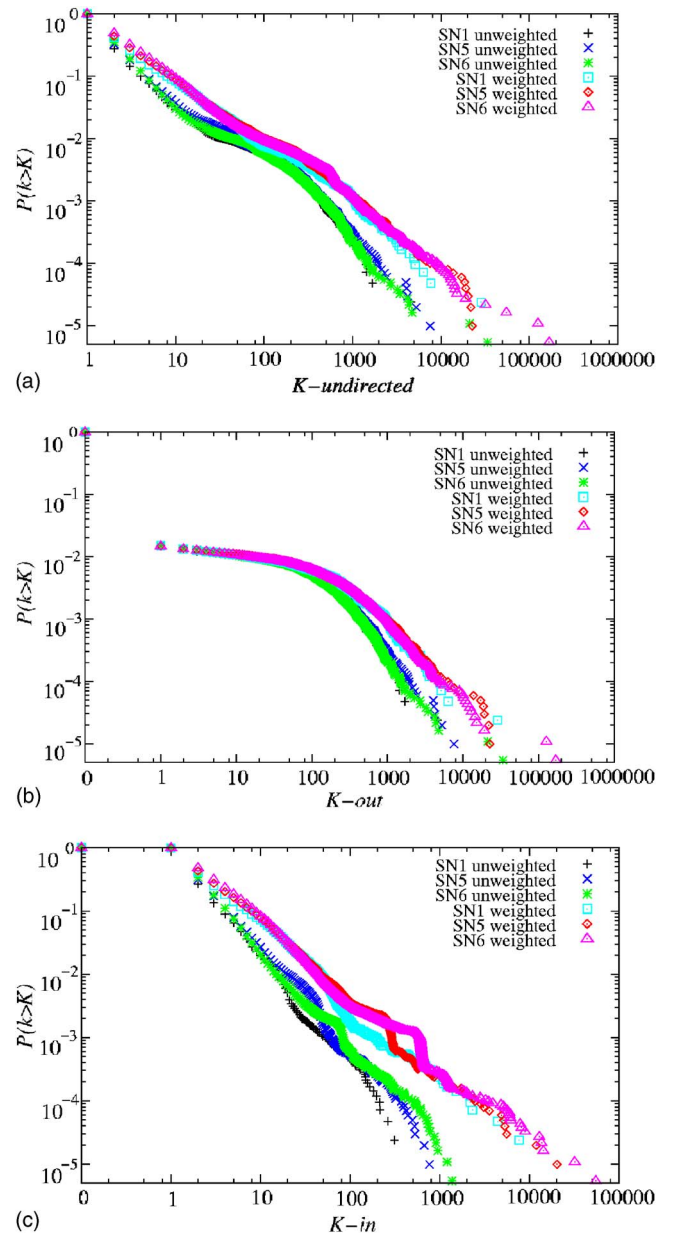 10^0
10^-1
10^-2
10^-3
10^-4
10^-5
P(k>K)
SN1 unweighted
SN5 unweighted
SN6 unweighted
SN1 weighted
SN5 weighted
SN6 weighted
1 10 100 1000 10000 100000 1000000
(a) K-undirected
10^0
10^-1
10^-2
10^-3
10^-4
10^-5
P(k>K)
SN1 unweighted
SN5 unweighted
SN6 unweighted
SN1 weighted
SN5 weighted
SN6 weighted
0 1 10 100 1000 10000 100000 1000000
(b) K-out
10^0
10^-1
10^-2
10^-3
10^-4
10^-5
P(k>K)
SN1 unweighted
SN5 unweighted
SN6 unweighted
SN1 weighted
SN5 weighted
SN6 weighted
0 1 10 100 1000 10000 100000
(c) K-in